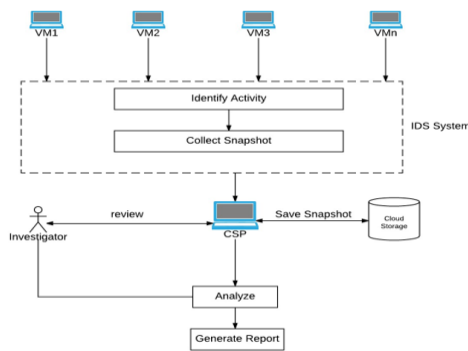 VM1
VM2
VM3
VMn
Identify Activity
Collect Snapshot
IDS System
review
Save Snapshot
Cloud
Storage
Investigator
CSP
Analyze
Generate Report